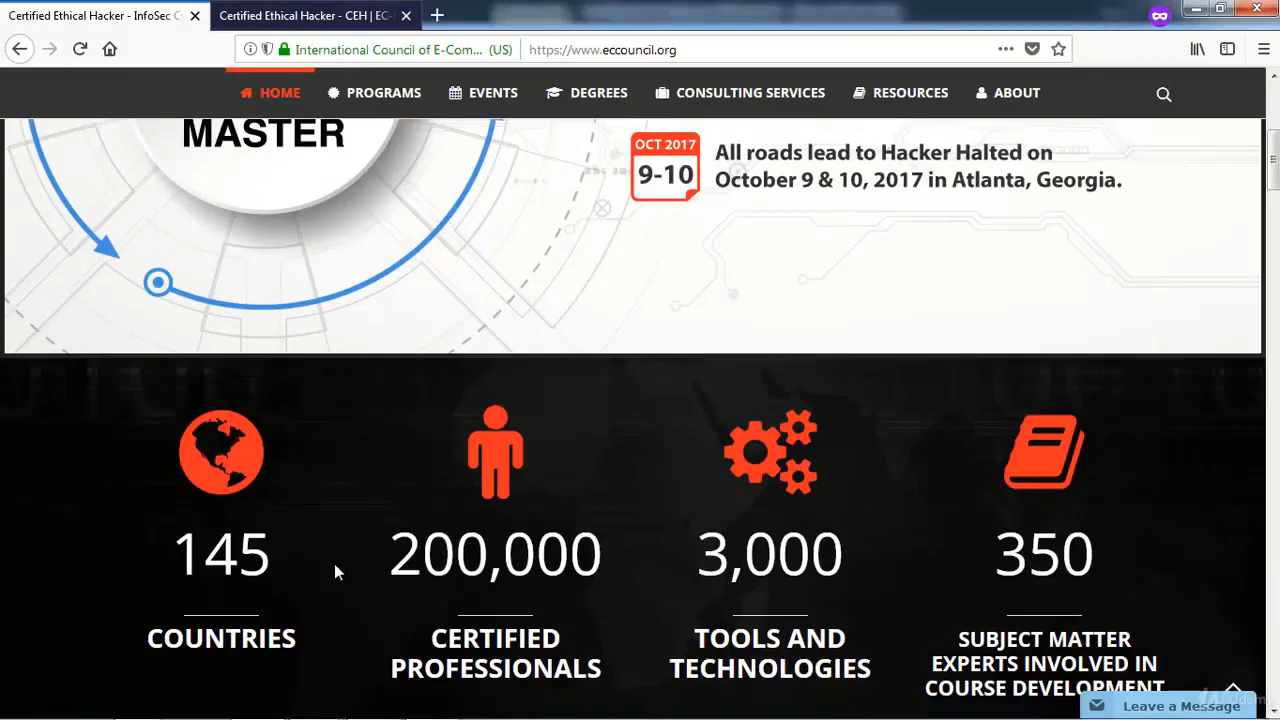 Certified Ethical Hacker - InfoSec C
Certified Ethical Hacker - CEH | EC-
International Council of E-Com... (US)
https://www.eccouncil.org
HOME
PROGRAMS
EVENTS
DEGREES
CONSULTING SERVICES
RESOURCES
ABOUT
MASTER
OCT 2017
9-10
All roads lead to Hacker Halted on
October 9 & 10, 2017 in Atlanta, Georgia.
145
COUNTRIES
200,000
CERTIFIED
PROFESSIONALS
3,000
TOOLS AND
TECHNOLOGIES
350
SUBJECT MATTER
EXPERTS INVOLVED IN
COURSE DEVELOPMENT
Leave a Message